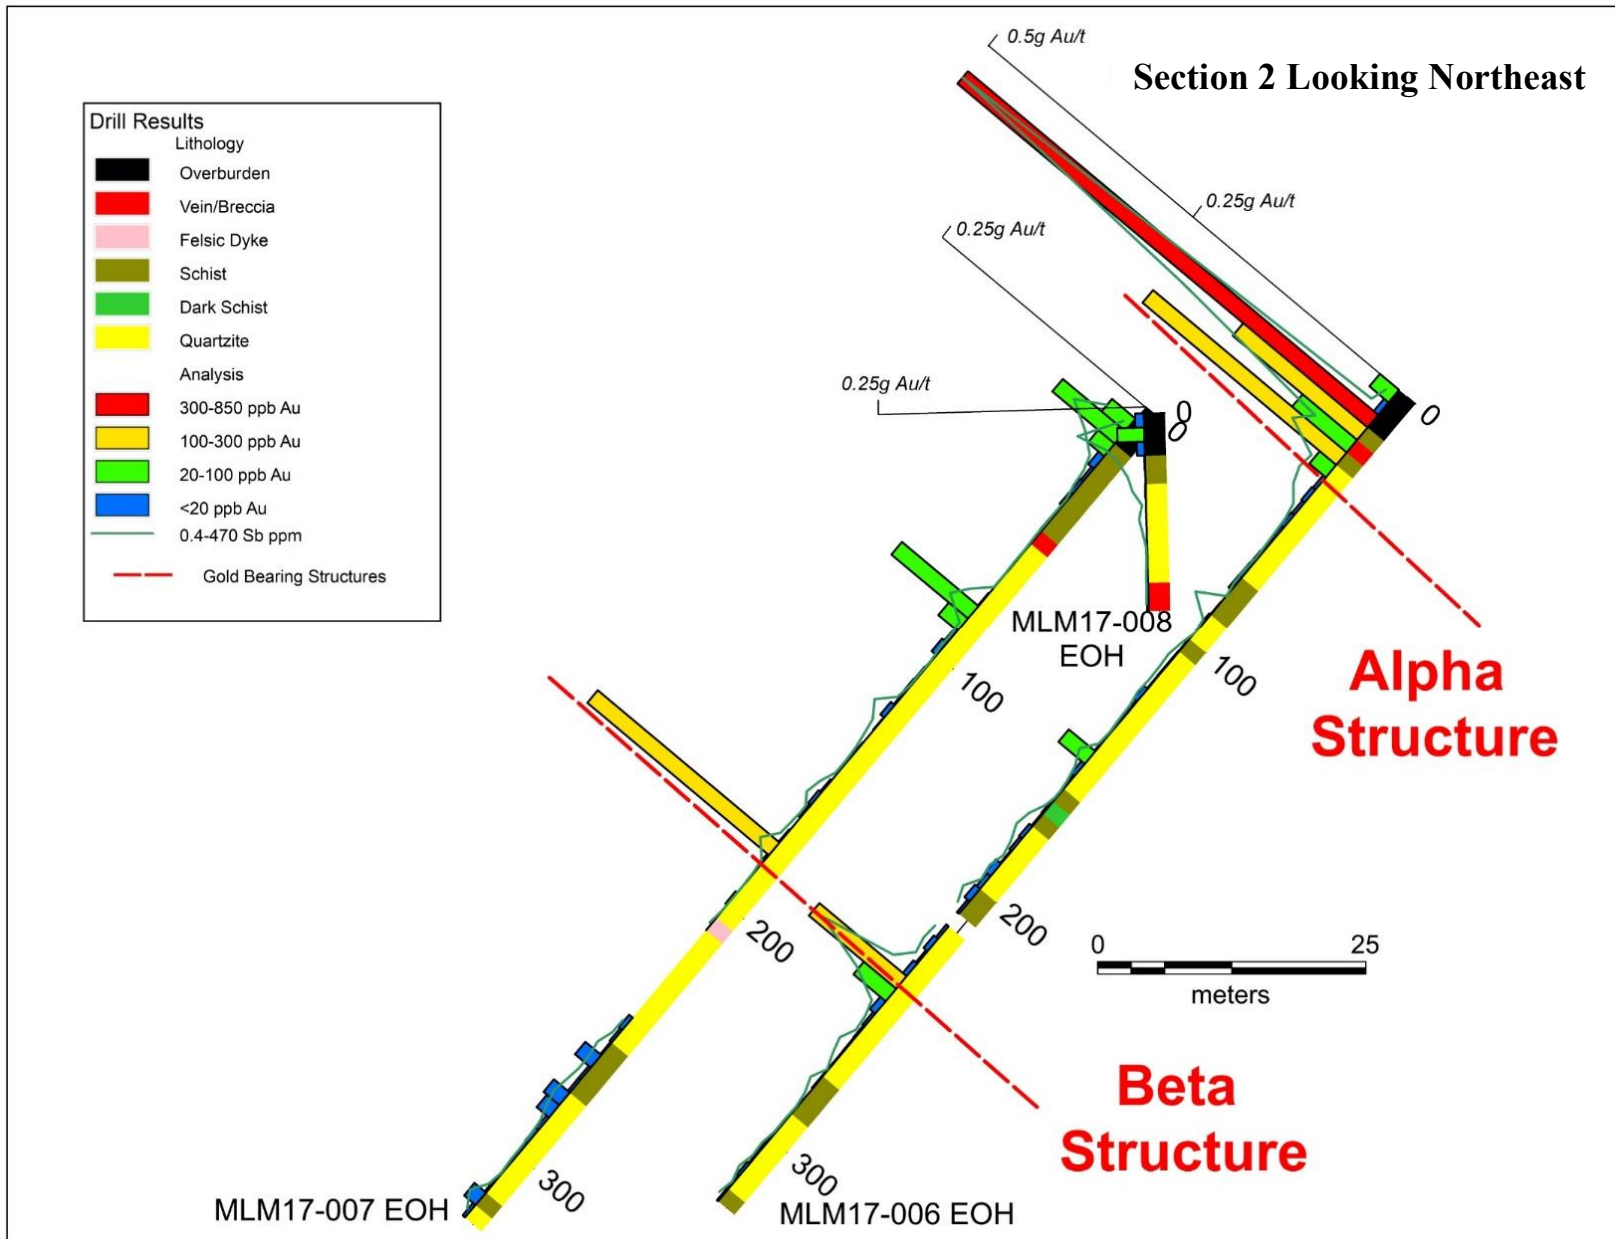 Section 2 Looking Northeast
Drill Results
Lithology
Overburden
Vein/Breccia
Felsic Dyke
Schist
Dark Schist
Quartzite
Analysis
300-850 ppb Au
100-300 ppb Au
20-100 ppb Au
<20 ppb Au
0.4-470 Sb ppm
Gold Bearing Structures
0.5g Au/t
0.25g Au/t
0.25g Au/t
0.25g Au/t
0
0
0
MLM17-008
EOH
100
100
Alpha
Structure
200
200
0 25
meters
Beta
Structure
300
300
MLM17-007 EOH
MLM17-006 EOH